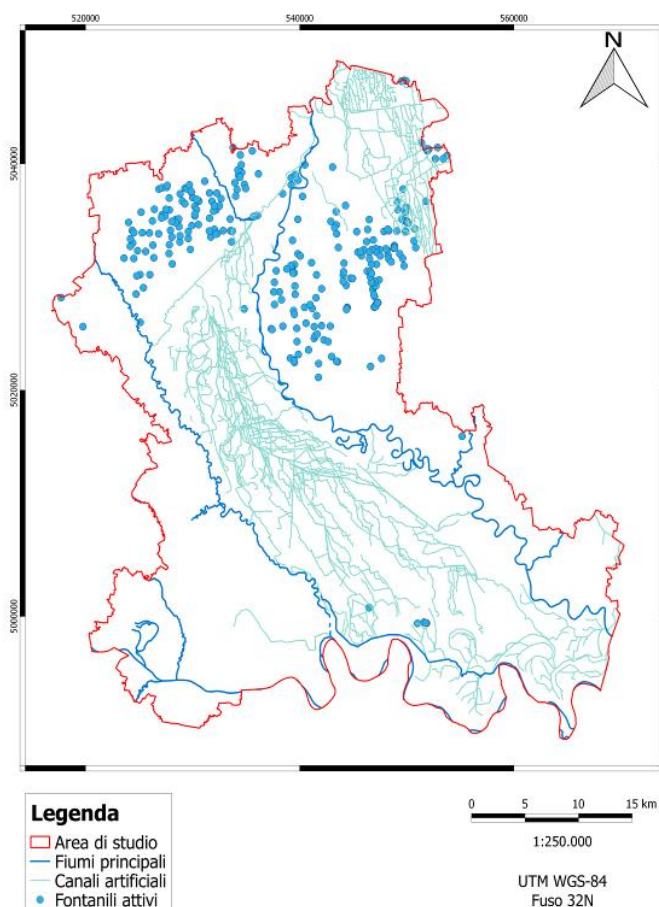 520000 540000 560000
N
5040000
5020000
5000000
Legenda
Area di studio
Fiumi principali
Canali artificiali
Fontanili attivi
0 5 10 15 km
1:250.000
UTM WGS-84
Fuso 32N